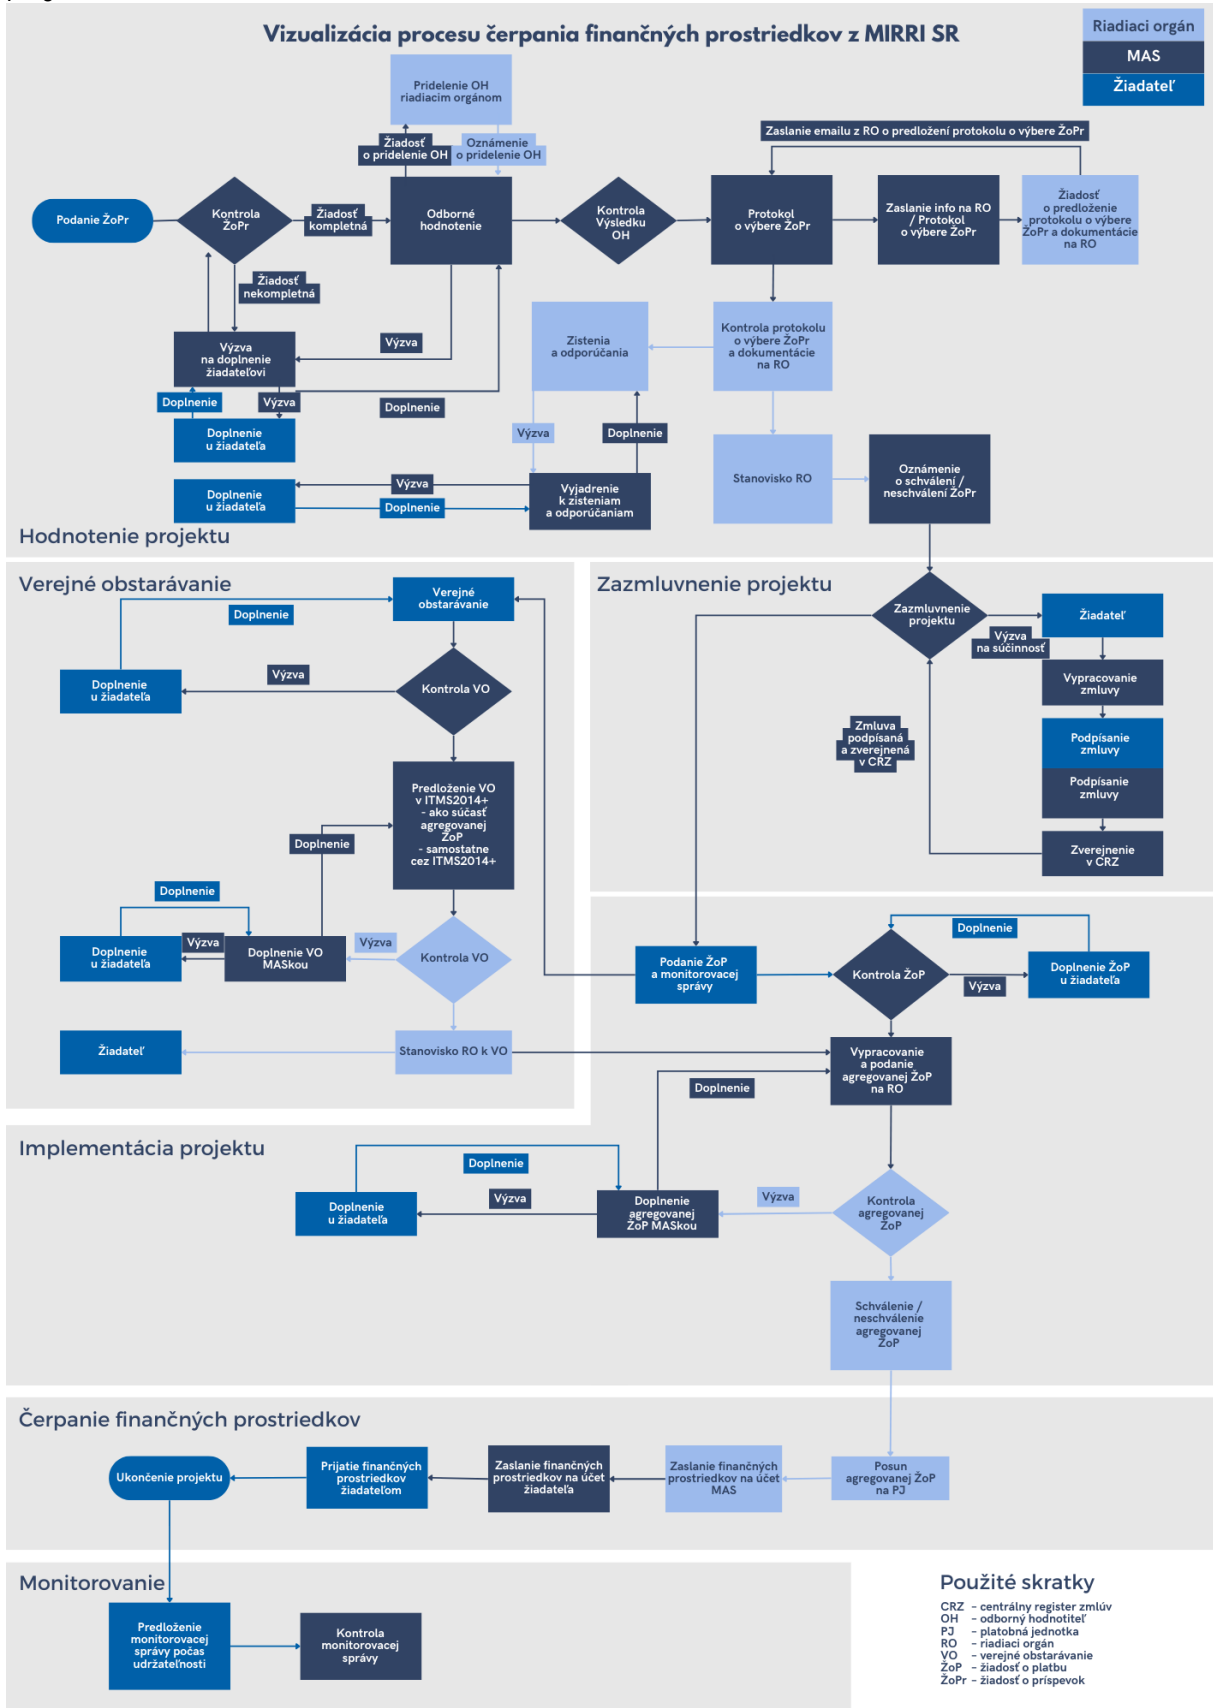 Vizualizácia procesu čerpania finančných prostriedkov z MIRRI SR
Riadiaci orgán
MAS
Žiadateľ
Pridelenie OH
riadiacim orgánom
Žiadosť
o pridelenie OH
Oznámenie
o pridelenie OH
Zaslanie emailu z RO o predložení protokolu o výbere ŽoPr
Podanie ŽoPr
Kontrola
ŽoPr
Žiadosť
kompletná
Odborné
hodnotenie
Kontrola
Výsledku
OH
Protokol
o výbere ŽoPr
Zaslanie info na RO
/ Protokol
o výbere ŽoPr
Žiadosť
o predloženie
protokolu o výbere
ŽoPr a dokumentácie
na RO
Žiadosť
nekompletná
Výzva
na doplnenie
žiadateľovi
Výzva
Zistenia
a odporúčania
Kontrola protokolu
o výbere ŽoPr
a dokumentácie
na RO
Doplnenie
Výzva
Doplnenie
Doplnenie
u žiadateľa
Výzva
Doplnenie
Stanovisko RO
Oznámenie
o schválení /
neschválení ŽoPr
Doplnenie
u žiadateľa
Výzva
Doplnenie
Vyjadrenie
k zisteniam
a odporúčaniam
Hodnotenie projektu
Verejné obstarávanie
Doplnenie
Verejné
obstarávanie
Výzva
Doplnenie
u žiadateľa
Kontrola VO
Predloženie VO
v ITMS2014+
- ako súčasť
agregovanej
ŽoP
- samostatne
cez ITMS2014+
Doplnenie
Doplnenie
Doplnenie
u žiadateľa
Výzva
Doplnenie VO
MASkou
Výzva
Kontrola VO
Žiadateľ
Stanovisko RO k VO
Zazmluvnenie projektu
Zazmluvnenie
projektu
Výzva
na súčinnosť
Žiadateľ
Vypracovanie
zmluvy
Zmluva
podpísaná
a zverejnená
v CRZ
Podpísanie
zmluvy
Podpísanie
zmluvy
Zverejnenie
v CRZ
Doplnenie
Podanie ŽoP
a monitorovacej
správy
Kontrola ŽoP
Výzva
Doplnenie ŽoP
u žiadateľa
Vypracovanie
a podanie
agregovanej ŽoP
na RO
Doplnenie
Implementácia projektu
Doplnenie
Doplnenie
u žiadateľa
Výzva
Doplnenie
agregovanej
ŽoP MASkou
Výzva
Kontrola
agregovanej
ŽoP
Schválenie /
neschválenie
agregovanej
ŽoP
Čerpanie finančných prostriedkov
Ukončenie projektu
Prijatie finančných
prostriedkov
žiadateľom
Zaslanie finančných
prostriedkov na účet
žiadateľa
Zaslanie finančných
prostriedkov na účet
MAS
Posun
agregovanej ŽoP
na PJ
Monitorovanie
Predloženie
monitorovacej
správy počas
udržateľnosti
Kontrola
monitorovacej
správy
Použité skratky
CRZ – centrálny register zmlúv
OH – odborný hodnotiteľ
PJ – platobná jednotka
RO – riadiaci orgán
VO – verejné obstarávanie
ŽoP – žiadosť o platbu
ŽoPr – žiadosť o príspevok